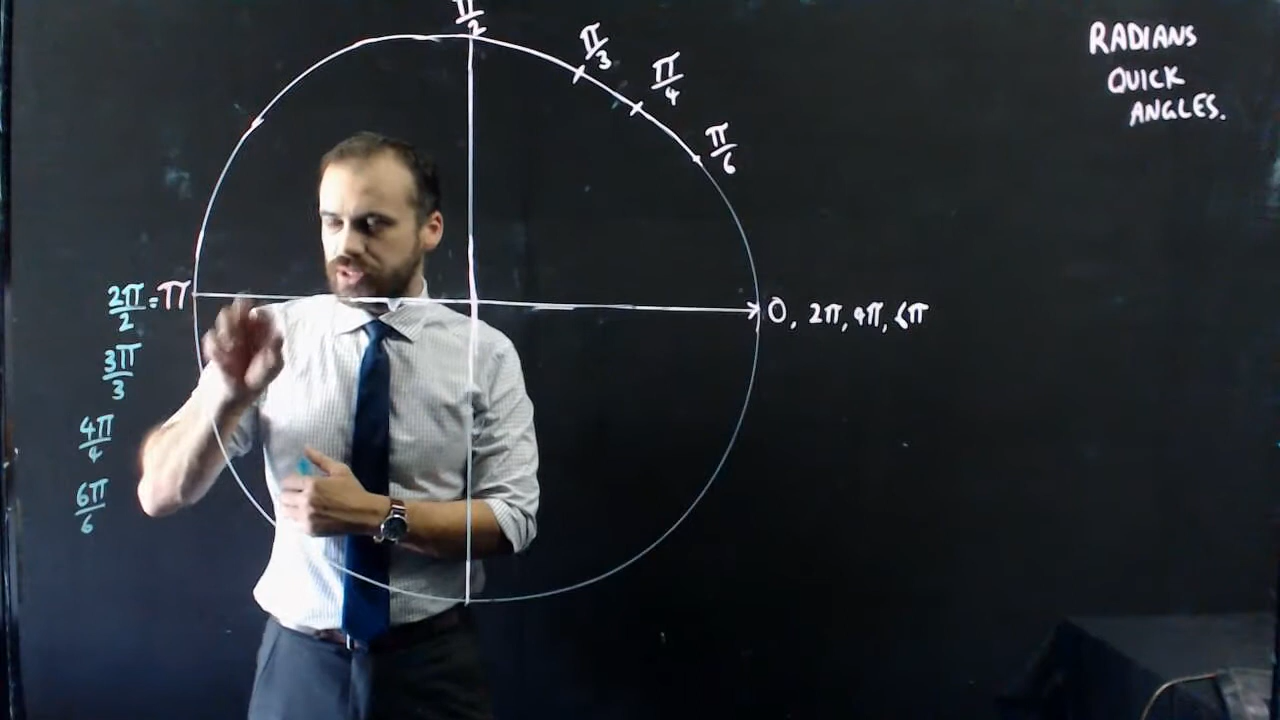 RADIANS
QUICK
ANGLES.
π/2
π/3
π/4
π/6
2π/2 = π
0, 2π, 4π, 6π
3π/3
4π/4
6π/6